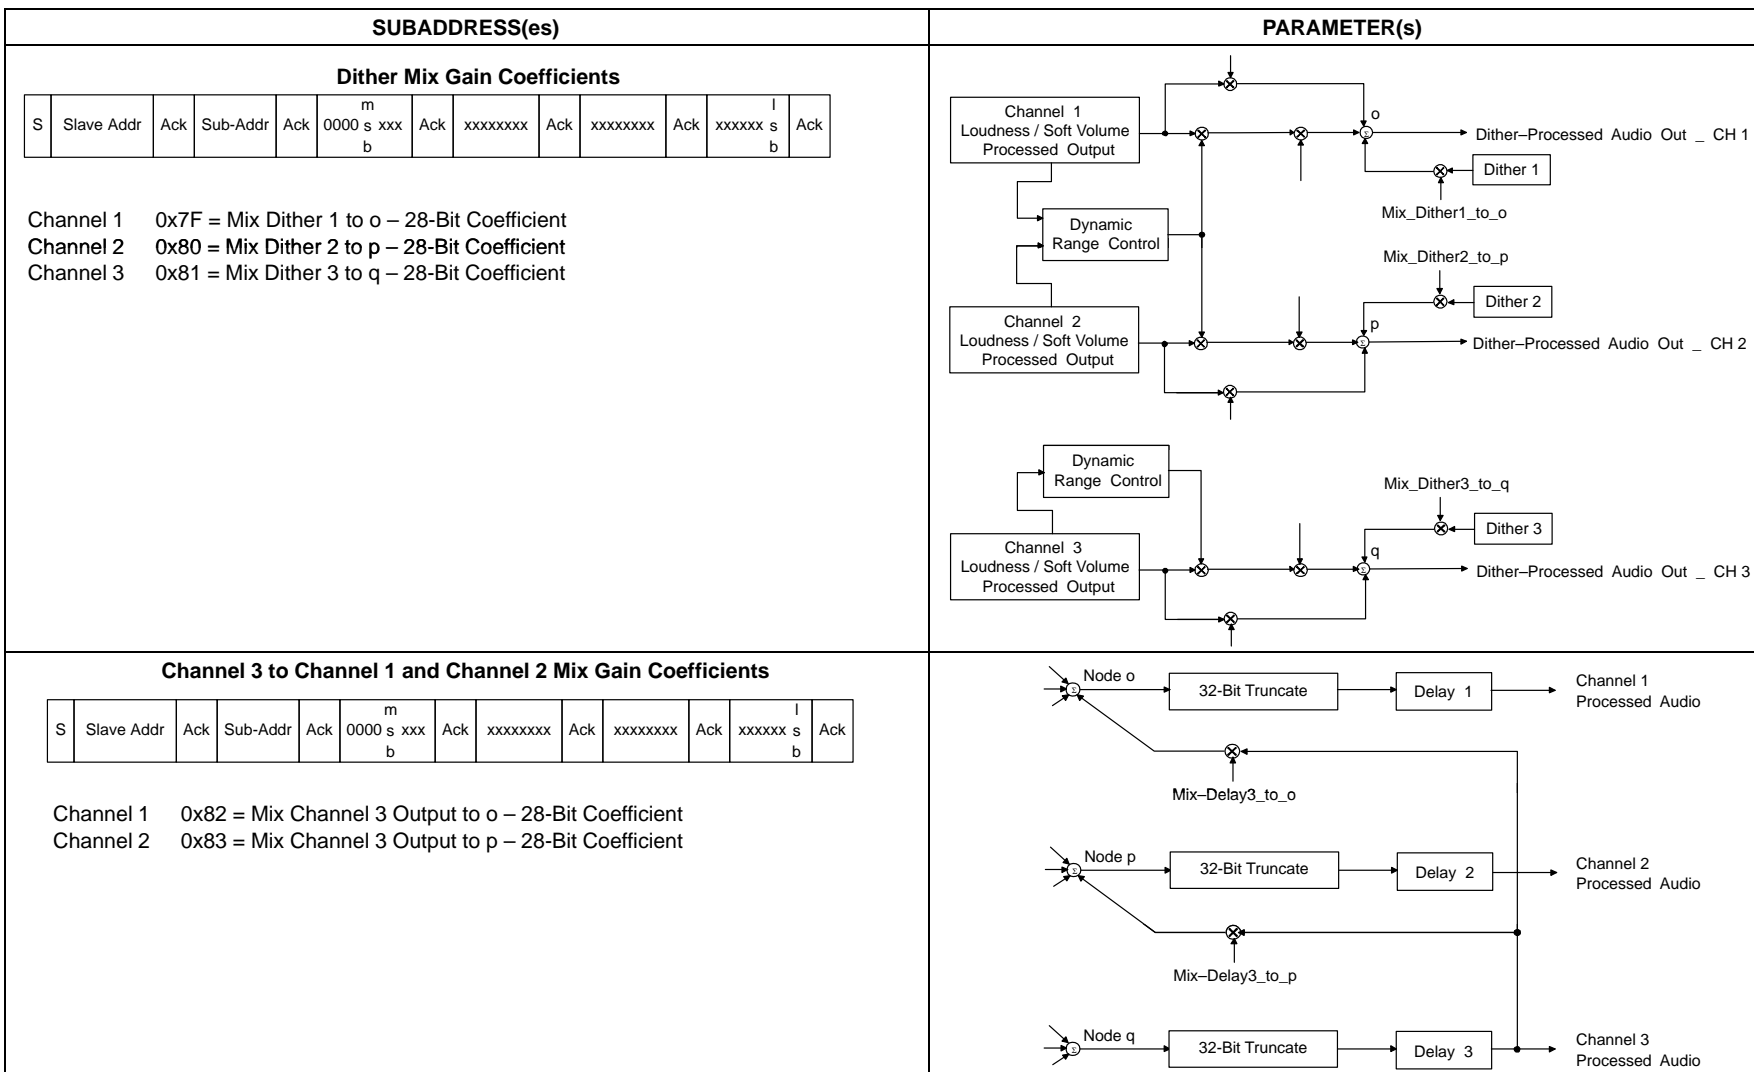 SUBADDRESS(es)
PARAMETER(s)
Dither Mix Gain Coefficients
S Slave Addr Ack Sub-Addr Ack 0000 msb xxx Ack xxxxxxxx Ack xxxxxxxx Ack xxxxxx lsb Ack
Channel 1 0x7F = Mix Dither 1 to o – 28-Bit Coefficient
Channel 2 0x80 = Mix Dither 2 to p – 28-Bit Coefficient
Channel 3 0x81 = Mix Dither 3 to q – 28-Bit Coefficient
Channel 1
Loudness / Soft Volume
Processed Output
o
Σ
Dither–Processed Audio Out _ CH 1
Dither 1
Mix_Dither1_to_o
Dynamic
Range Control
Mix_Dither2_to_p
Dither 2
Channel 2
Loudness / Soft Volume
Processed Output
p
Σ
Dither–Processed Audio Out _ CH 2
Dynamic
Range Control
Mix_Dither3_to_q
Dither 3
Channel 3
Loudness / Soft Volume
Processed Output
q
Σ
Dither–Processed Audio Out _ CH 3
Channel 3 to Channel 1 and Channel 2 Mix Gain Coefficients
S Slave Addr Ack Sub-Addr Ack 0000 msb xxx Ack xxxxxxxx Ack xxxxxxxx Ack xxxxxx lsb Ack
Channel 1 0x82 = Mix Channel 3 Output to o – 28-Bit Coefficient
Channel 2 0x83 = Mix Channel 3 Output to p – 28-Bit Coefficient
Σ
Node o
32-Bit Truncate
Delay 1
Channel 1
Processed Audio
Mix–Delay3_to_o
Σ
Node p
32-Bit Truncate
Delay 2
Channel 2
Processed Audio
Mix–Delay3_to_p
Σ
Node q
32-Bit Truncate
Delay 3
Channel 3
Processed Audio